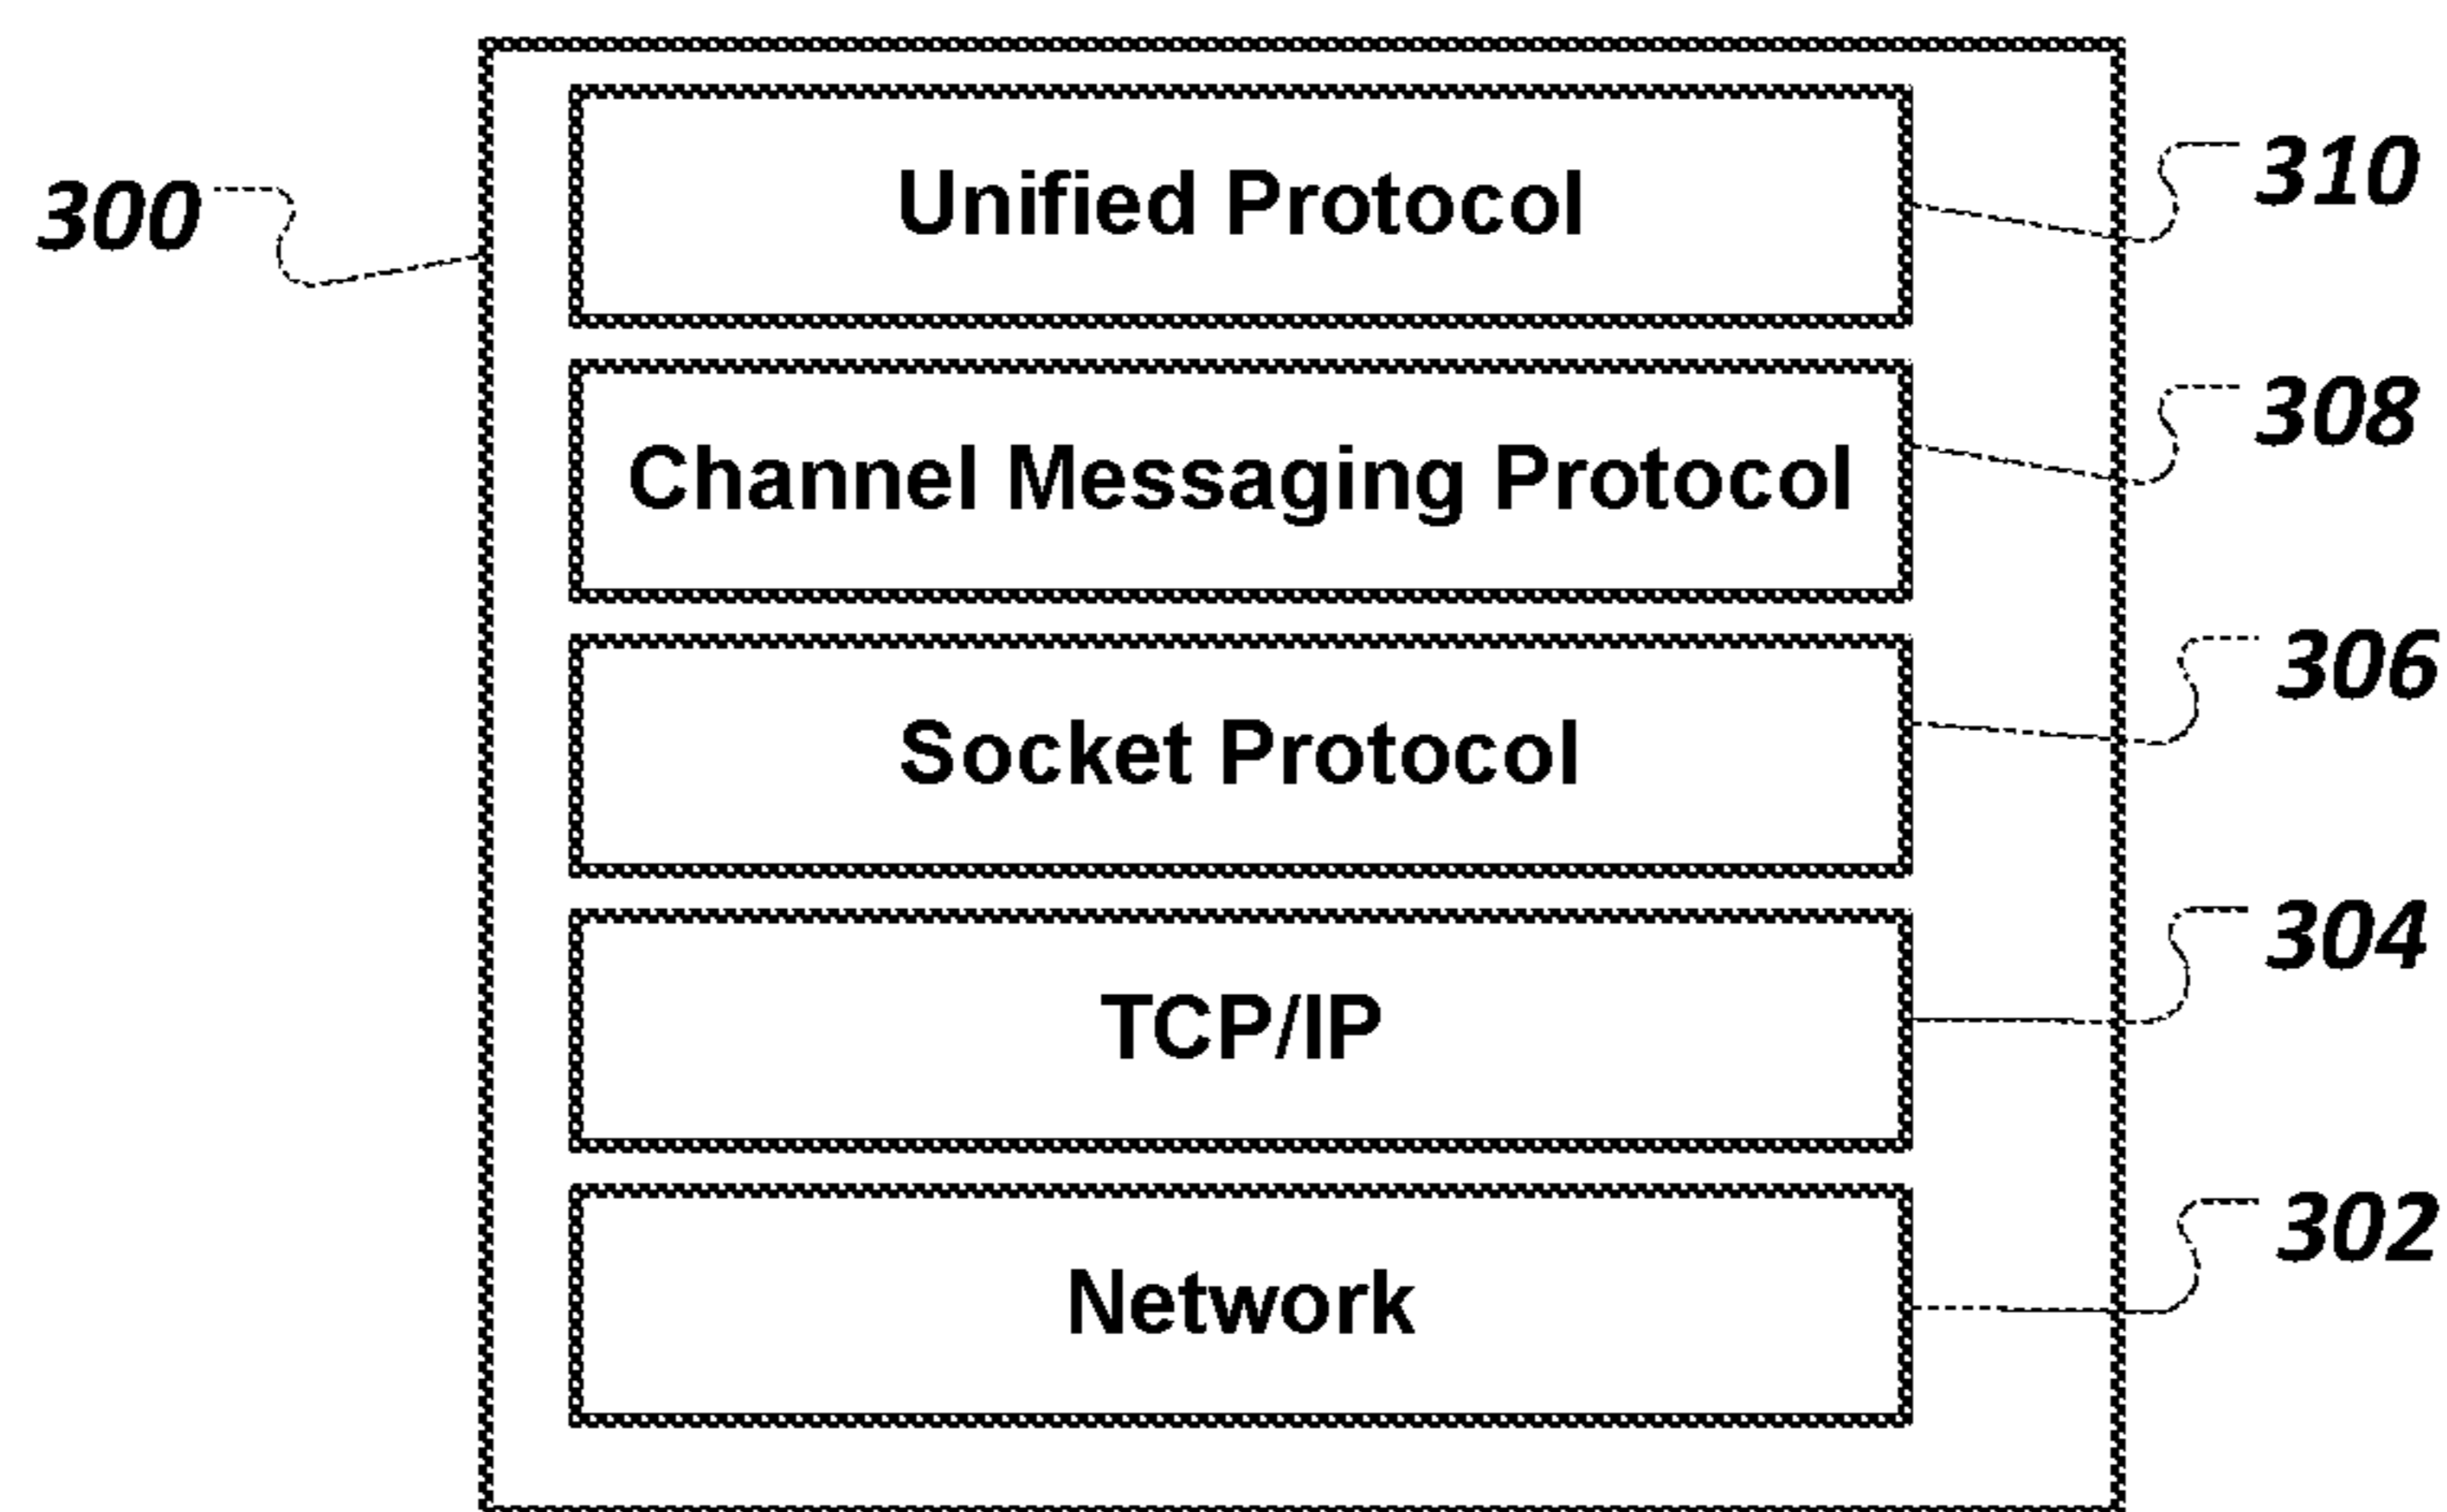 Unified Protocol
310
300
Channel Messaging Protocol
308
Socket Protocol
306
TCP/IP
304
Network
302